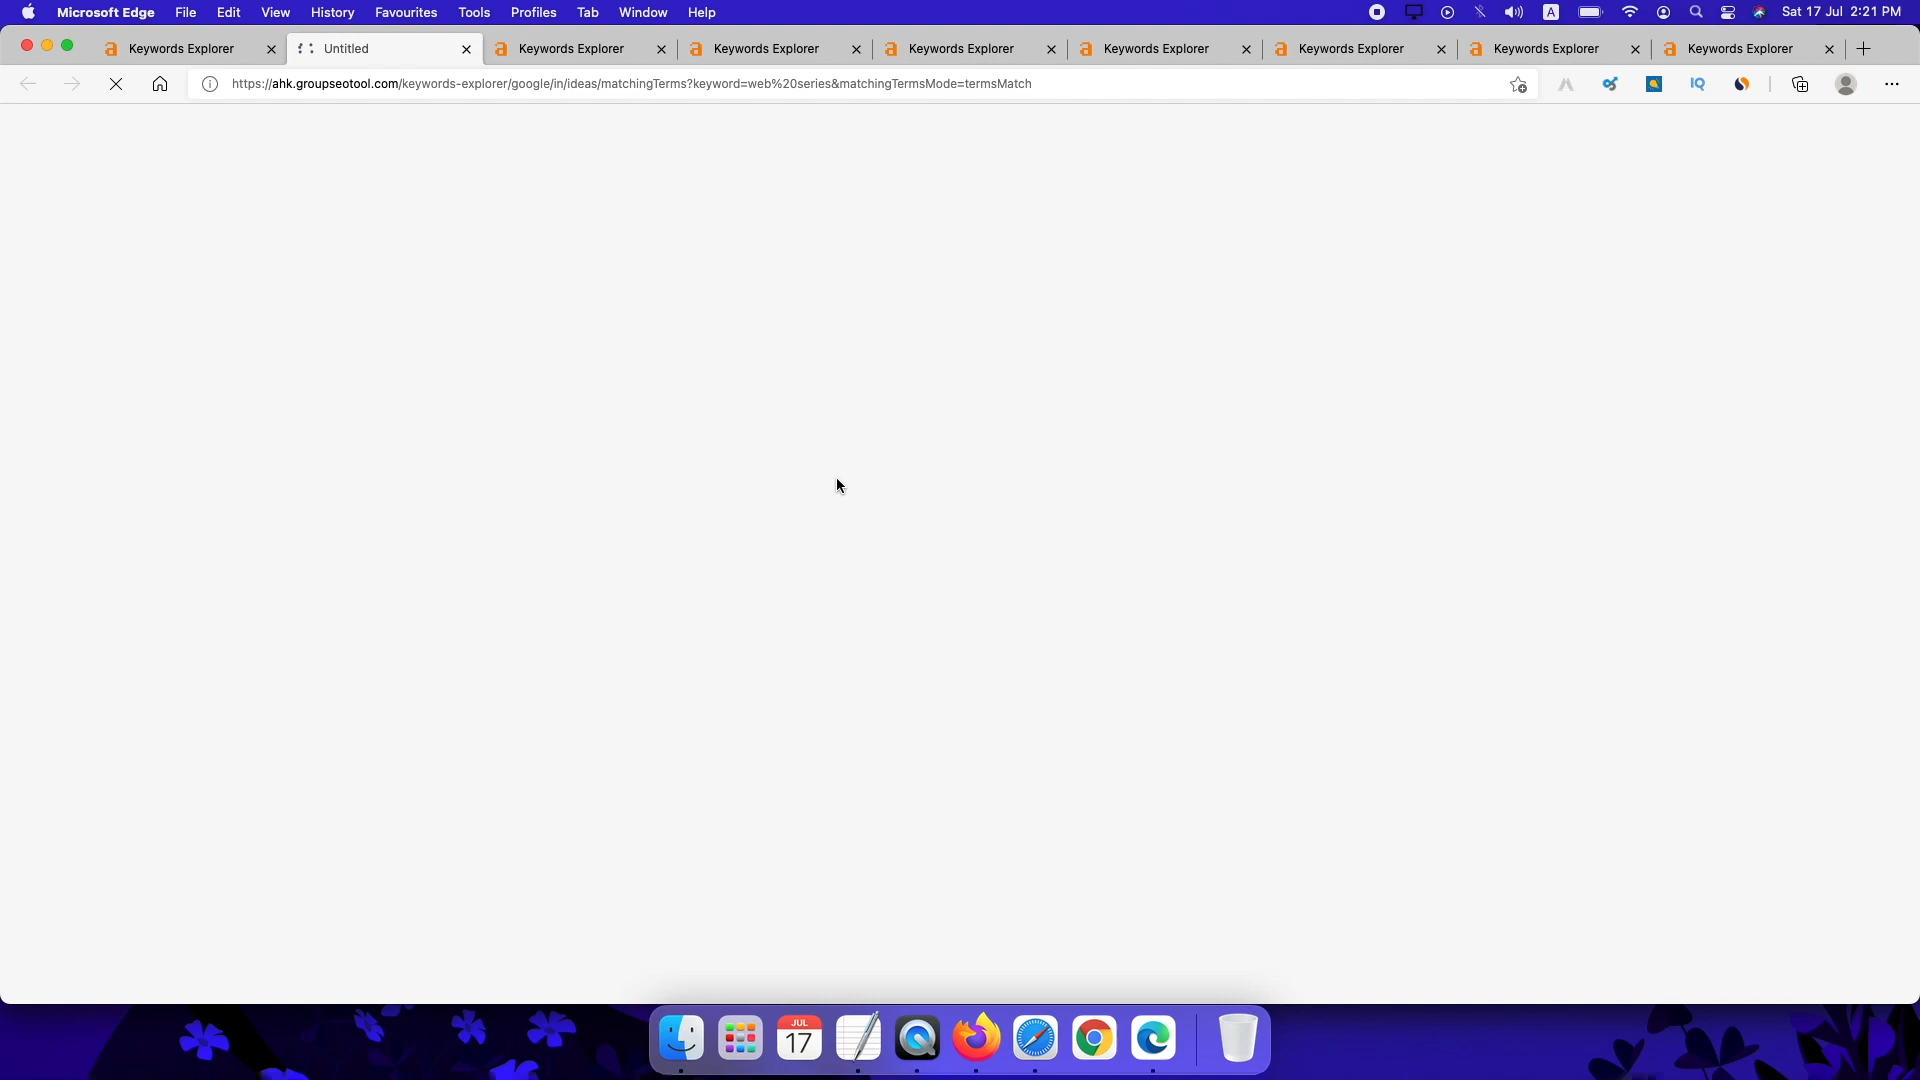 Microsoft Edge File Edit View History Favourites Tools Profiles Tab Window Help A Sat 17 Jul 2:21 PM
a Keywords Explorer Untitled a Keywords Explorer a Keywords Explorer a Keywords Explorer a Keywords Explorer a Keywords Explorer a Keywords Explorer a Keywords Explorer
https://ahk.groupseotool.com/keywords-explorer/google/in/ideas/matchingTerms?keyword=web%20series&matchingTermsMode=termsMatch IQ
JUL
17